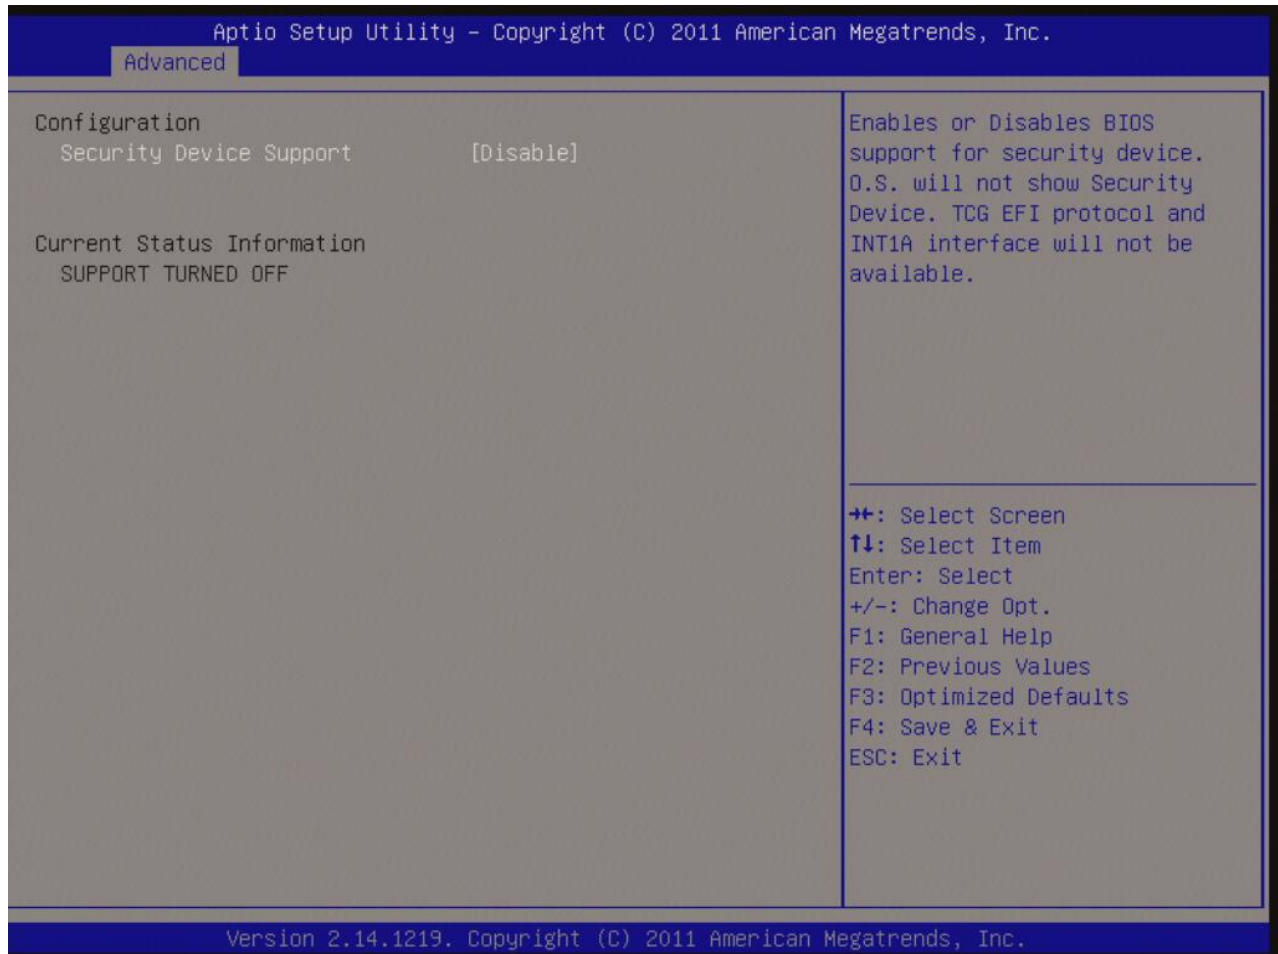 Aptio Setup Utility – Copyright (C) 2011 American Megatrends, Inc.
Advanced
Configuration
Security Device Support [Disable]
Current Status Information
SUPPORT TURNED OFF
Enables or Disables BIOS
support for security device.
O.S. will not show Security
Device. TCG EFI protocol and
INT1A interface will not be
available.
→←: Select Screen
↑↓: Select Item
Enter: Select
+/-: Change Opt.
F1: General Help
F2: Previous Values
F3: Optimized Defaults
F4: Save & Exit
ESC: Exit
Version 2.14.1219. Copyright (C) 2011 American Megatrends, Inc.